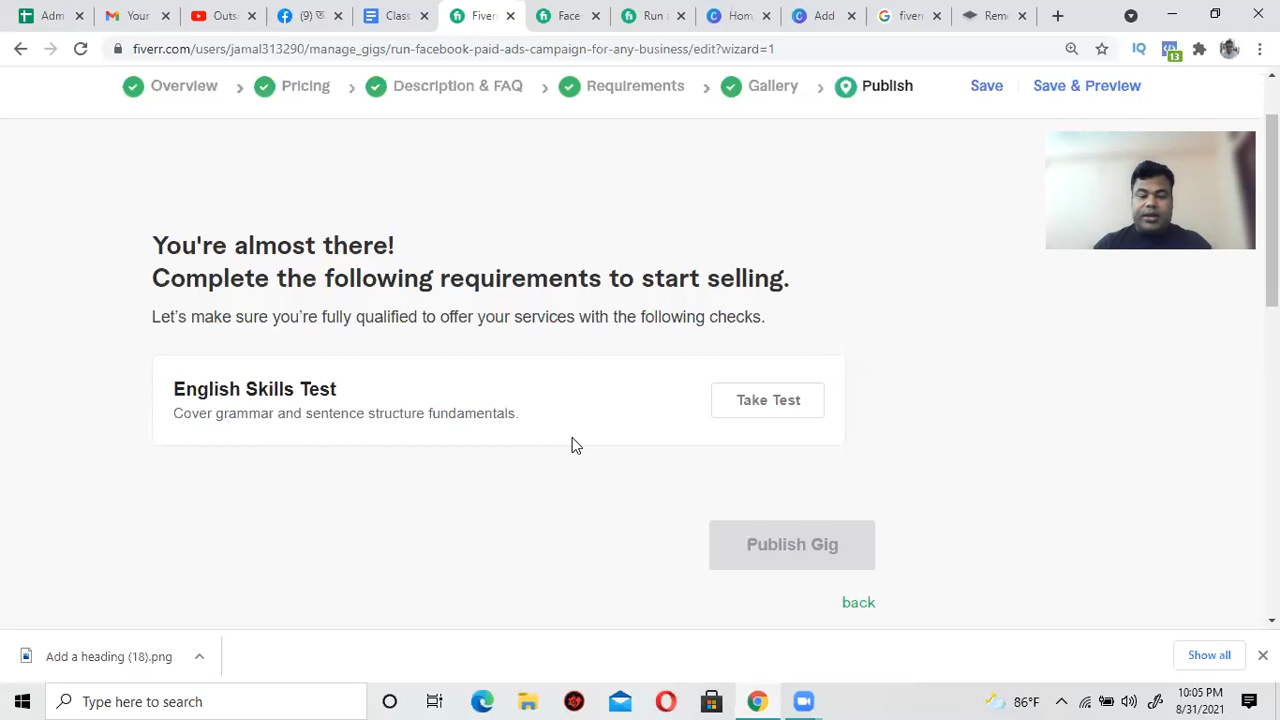 Adm
Your
Outs
(9)
Class
Fiver
Face
Run a
Hom
Add
fiver
Rem
fiverr.com/users/jamal313290/manage_gigs/run-facebook-paid-ads-campaign-for-any-business/edit?wizard=1
IQ
13
Overview
Pricing
Description & FAQ
Requirements
Gallery
Publish
Save
Save & Preview
You're almost there!
Complete the following requirements to start selling.
Let's make sure you're fully qualified to offer your services with the following checks.
English Skills Test
Cover grammar and sentence structure fundamentals.
Take Test
Publish Gig
back
Add a heading (18).png
Show all
Type here to search
86°F
10:05 PM
8/31/2021